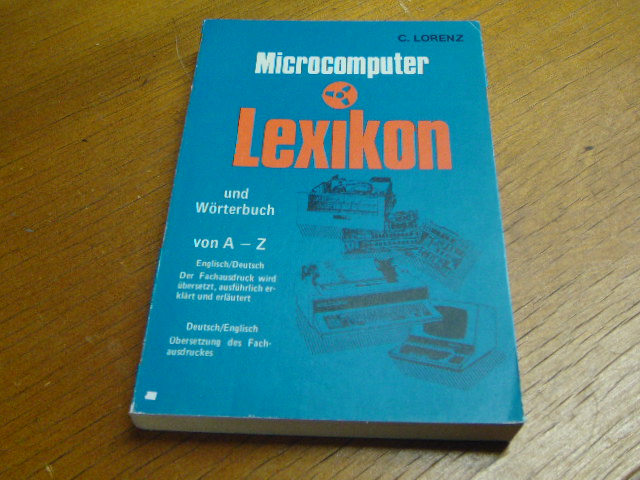 C. LORENZ
Microcomputer
Lexikon
und
Wörterbuch
von A – Z
Englisch/Deutsch
Der Fachausdruck wird
übersetzt, ausführlich er-
klärt und erläutert
Deutsch/Englisch
Übersetzung des Fach-
ausdruckes